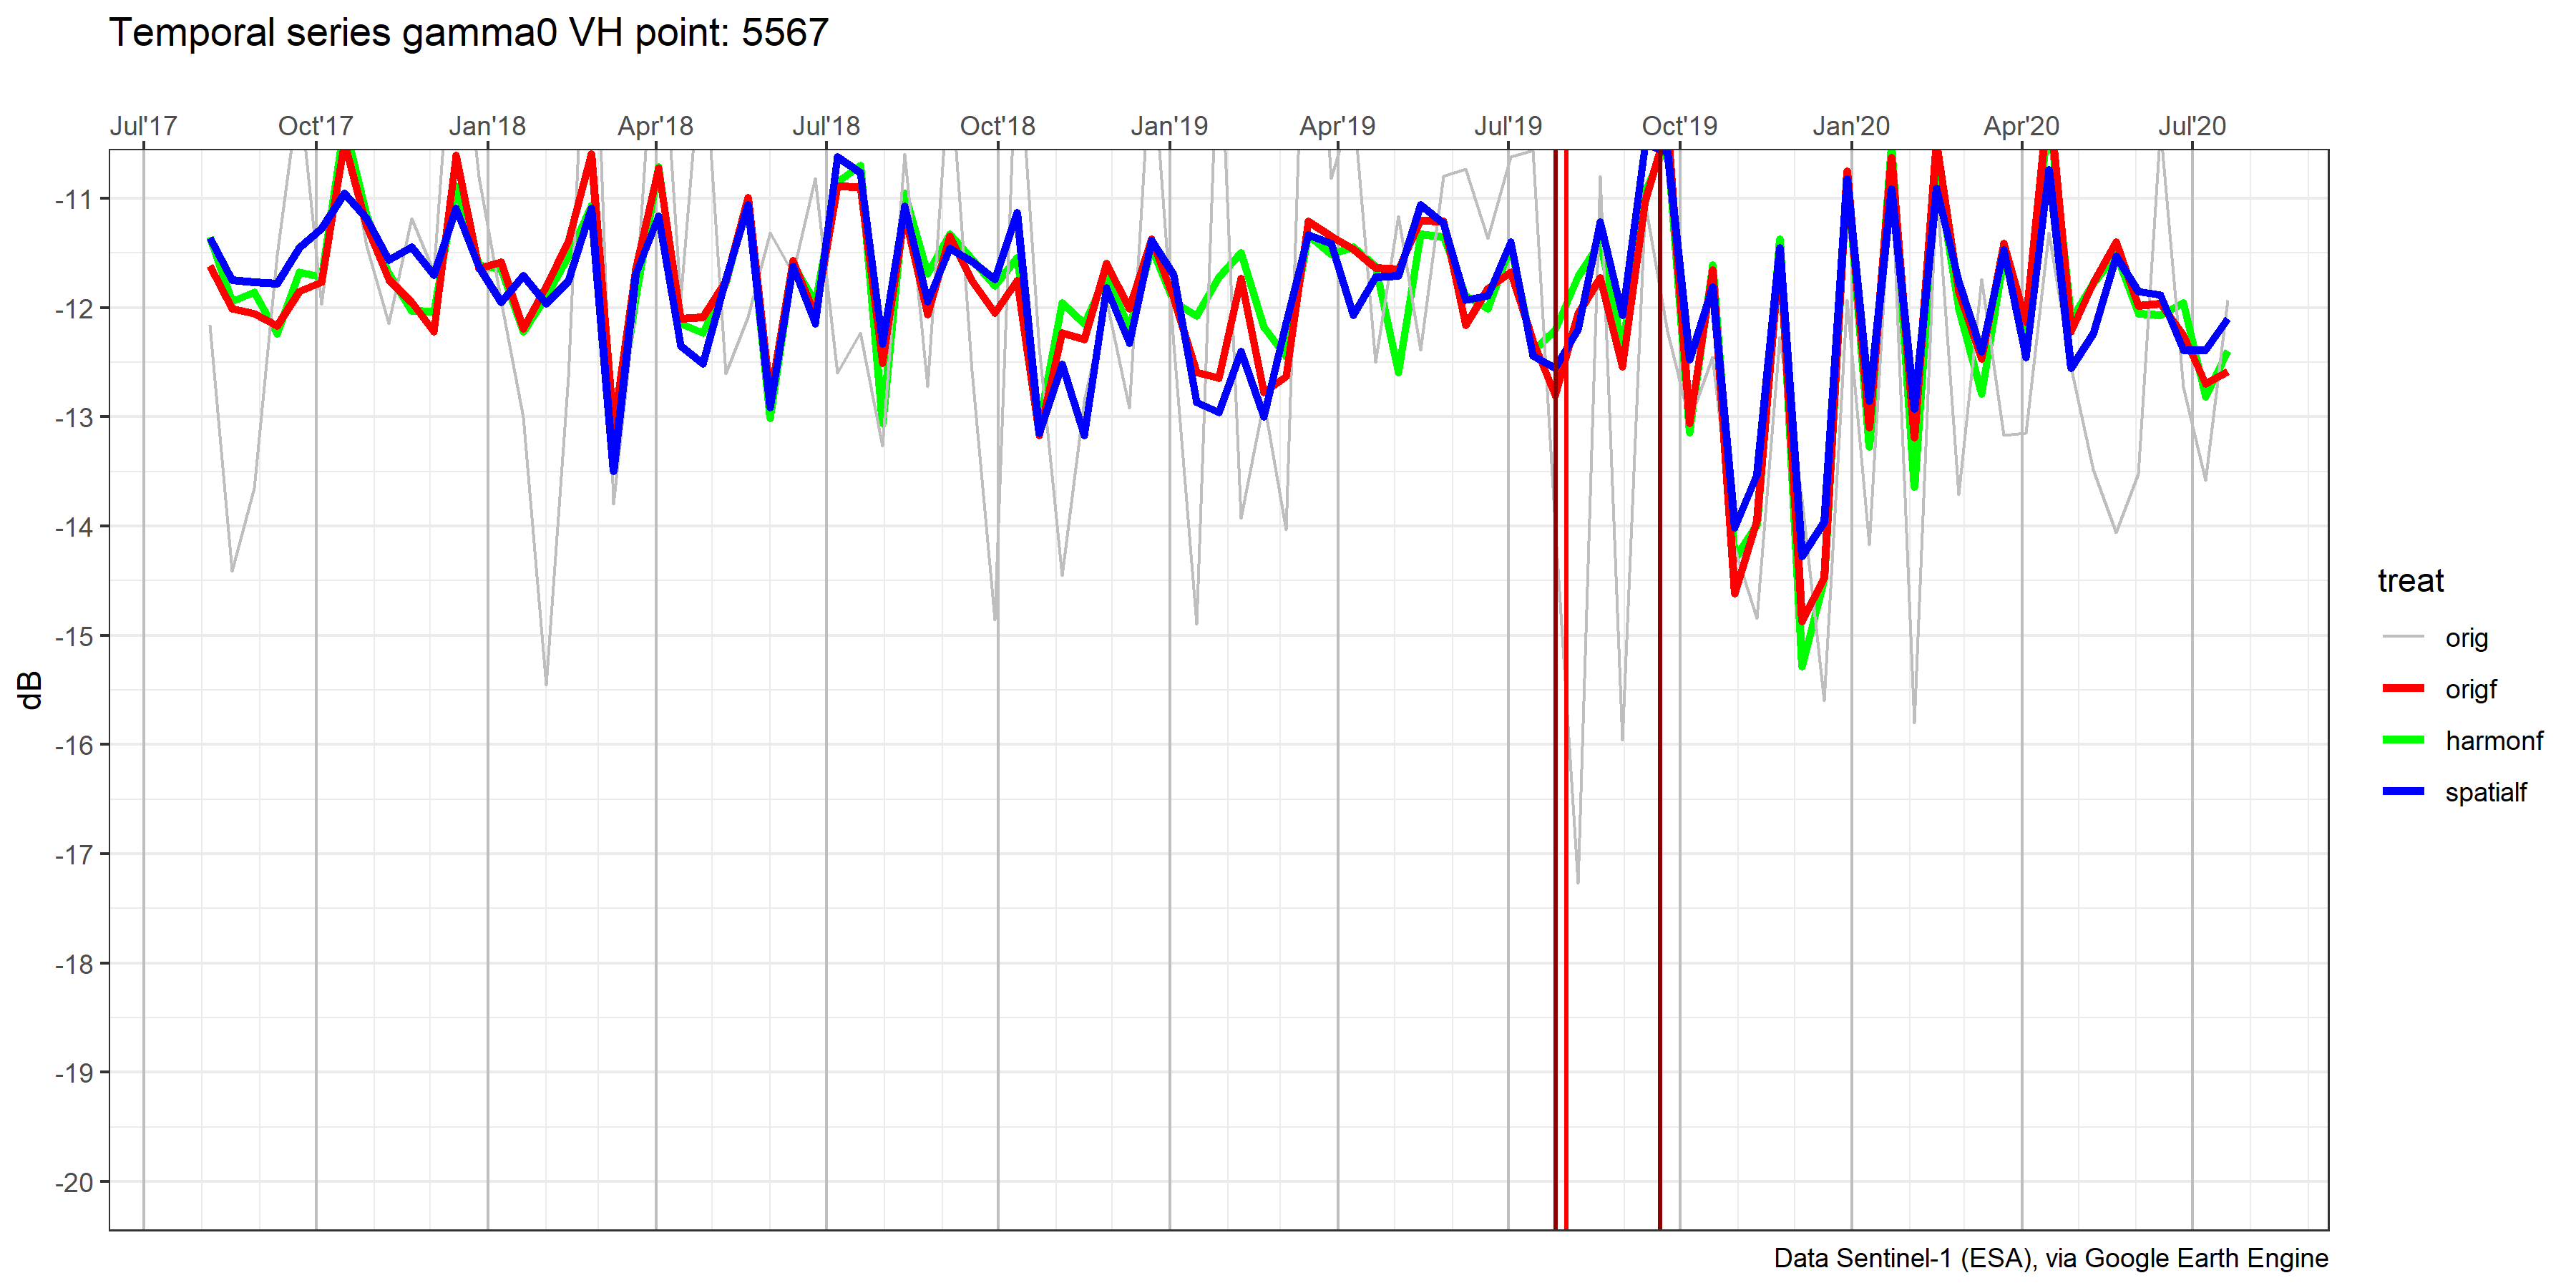 Temporal series gamma0 VH point: 5567
Jul'17 Oct'17 Jan'18 Apr'18 Jul'18 Oct'18 Jan'19 Apr'19 Jul'19 Oct'19 Jan'20 Apr'20 Jul'20
-11
-12
-13
-14
-15
-16
-17
-18
-19
-20
dB
treat
orig
origf
harmonf
spatialf
Data Sentinel-1 (ESA), via Google Earth Engine